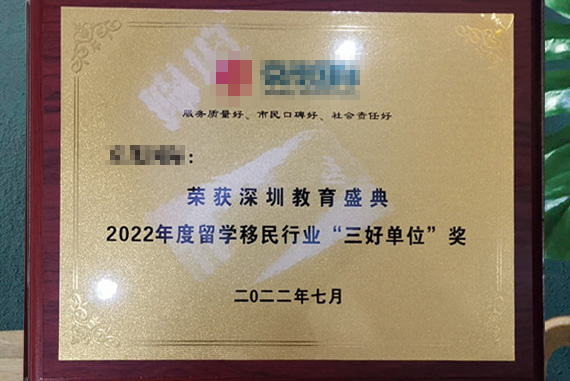 服务质量好、市民口碑好、社会责任好
:
荣获深圳教育盛典
2022年度留学移民行业“三好单位”奖
二0二二年七月